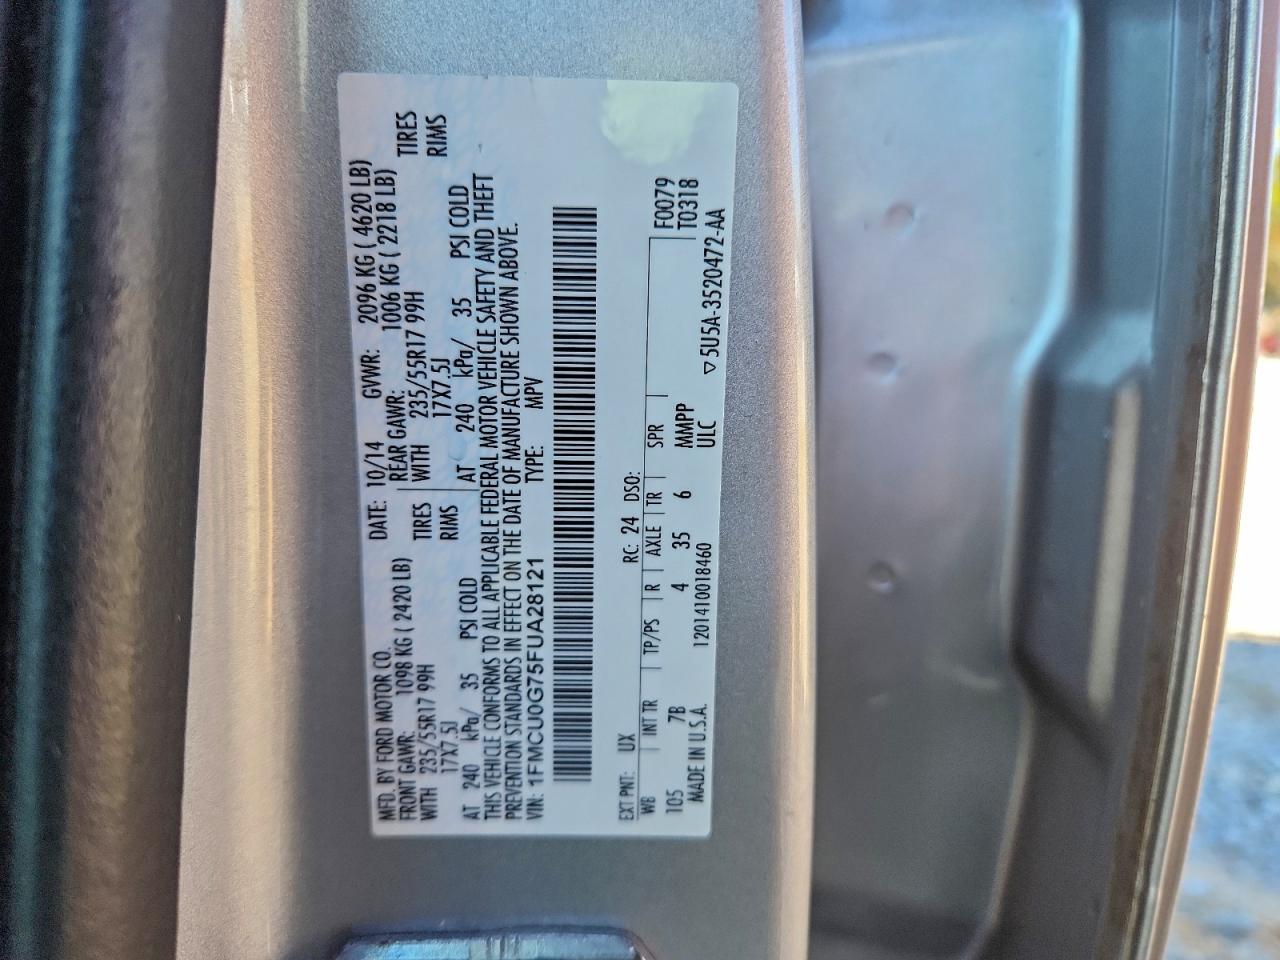 MFD. BY FORD MOTOR CO. DATE: 10/14 GVWR: 2096 KG ( 4620 LB)
FRONT GAWR: 1098 KG ( 2420 LB) REAR GAWR: 1006 KG ( 2218 LB)
WITH 235/55R17 99H TIRES WITH 235/55R17 99H TIRES
17X7.5J RIMS 17X7.5J RIMS
AT 240 kPa/ 35 PSI COLD AT 240 kPa/ 35 PSI COLD
THIS VEHICLE CONFORMS TO ALL APPLICABLE FEDERAL MOTOR VEHICLE SAFETY AND THEFT
PREVENTION STANDARDS IN EFFECT ON THE DATE OF MANUFACTURE SHOWN ABOVE.
VIN: 1FMCU0G75FUA28121 TYPE: MPV
EXT PNT: UX RC: 24 DSO:
WB INT TR TP/PS R AXLE TR SPR F0079
105 7B 4 35 6 MMPP T0318
MADE IN U.S.A. 1201410018460 ULC
▽5U5A-3520472-AA